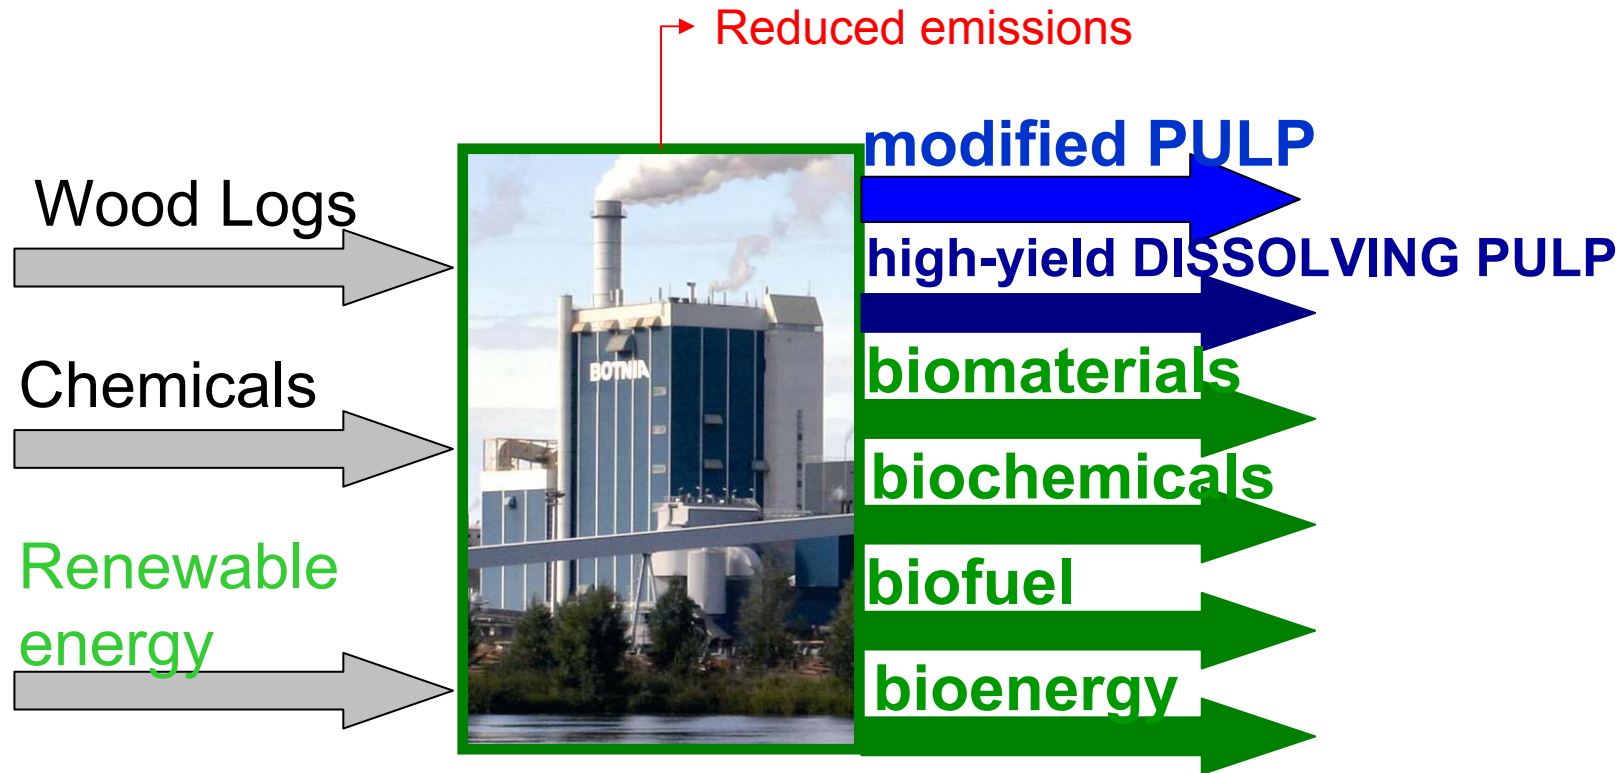 Reduced emissions
modified PULP
Wood Logs
high-yield DISSOLVING PULP
BOTNIA
biomaterials
Chemicals
biochemicals
Renewable
energy
biofuel
bioenergy